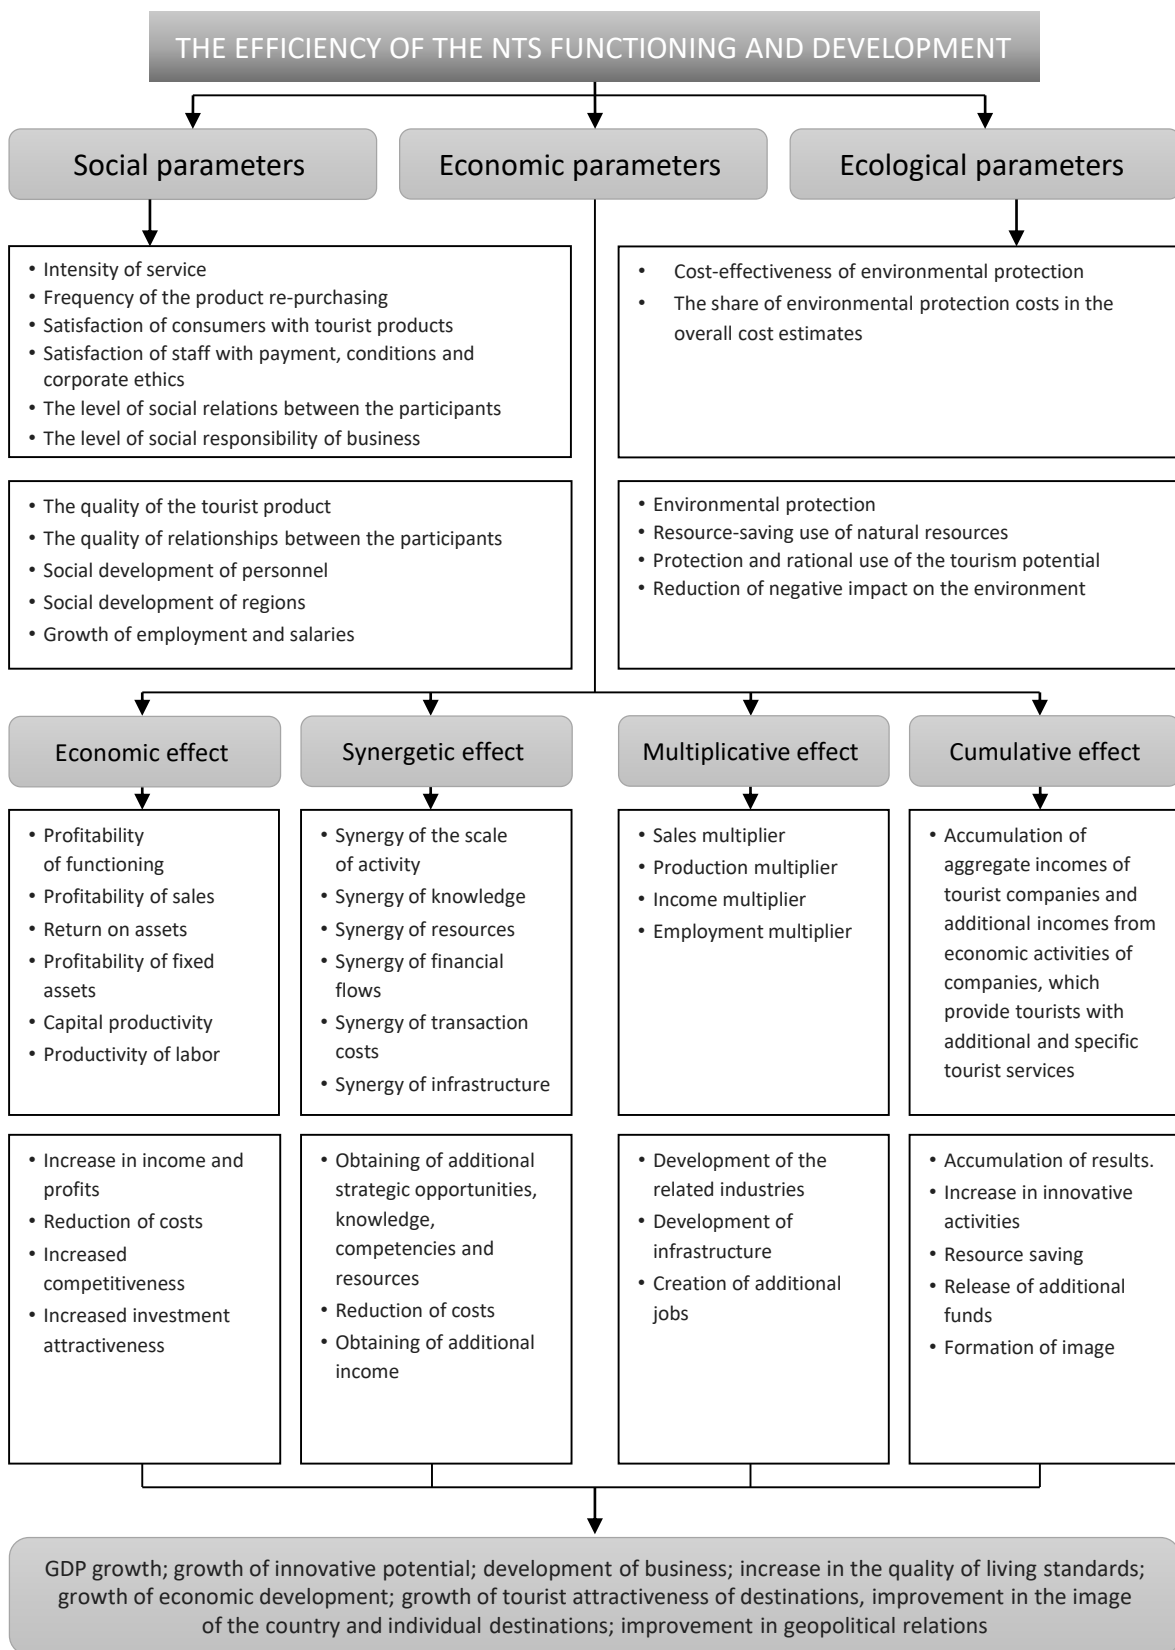 THE EFFICIENCY OF THE NTS FUNCTIONING AND DEVELOPMENT
Social parameters
Economic parameters
Ecological parameters
• Intensity of service
• Frequency of the product re-purchasing
• Satisfaction of consumers with tourist products
• Satisfaction of staff with payment, conditions and
corporate ethics
• The level of social relations between the participants
• The level of social responsibility of business
• Cost-effectiveness of environmental protection
• The share of environmental protection costs in the
overall cost estimates
• The quality of the tourist product
• The quality of relationships between the participants
• Social development of personnel
• Social development of regions
• Growth of employment and salaries
• Environmental protection
• Resource-saving use of natural resources
• Protection and rational use of the tourism potential
• Reduction of negative impact on the environment
Economic effect
Synergetic effect
Multiplicative effect
Cumulative effect
• Profitability
of functioning
• Profitability of sales
• Return on assets
• Profitability of fixed
assets
• Capital productivity
• Productivity of labor
• Synergy of the scale
of activity
• Synergy of knowledge
• Synergy of resources
• Synergy of financial
flows
• Synergy of transaction
costs
• Synergy of infrastructure
• Sales multiplier
• Production multiplier
• Income multiplier
• Employment multiplier
• Accumulation of
aggregate incomes of
tourist companies and
additional incomes from
economic activities of
companies, which
provide tourists with
additional and specific
tourist services
• Increase in income and
profits
• Reduction of costs
• Increased
competitiveness
• Increased investment
attractiveness
• Obtaining of additional
strategic opportunities,
knowledge,
competencies and
resources
• Reduction of costs
• Obtaining of additional
income
• Development of the
related industries
• Development of
infrastructure
• Creation of additional
jobs
• Accumulation of results.
• Increase in innovative
activities
• Resource saving
• Release of additional
funds
• Formation of image
GDP growth; growth of innovative potential; development of business; increase in the quality of living standards;
growth of economic development; growth of tourist attractiveness of destinations, improvement in the image
of the country and individual destinations; improvement in geopolitical relations